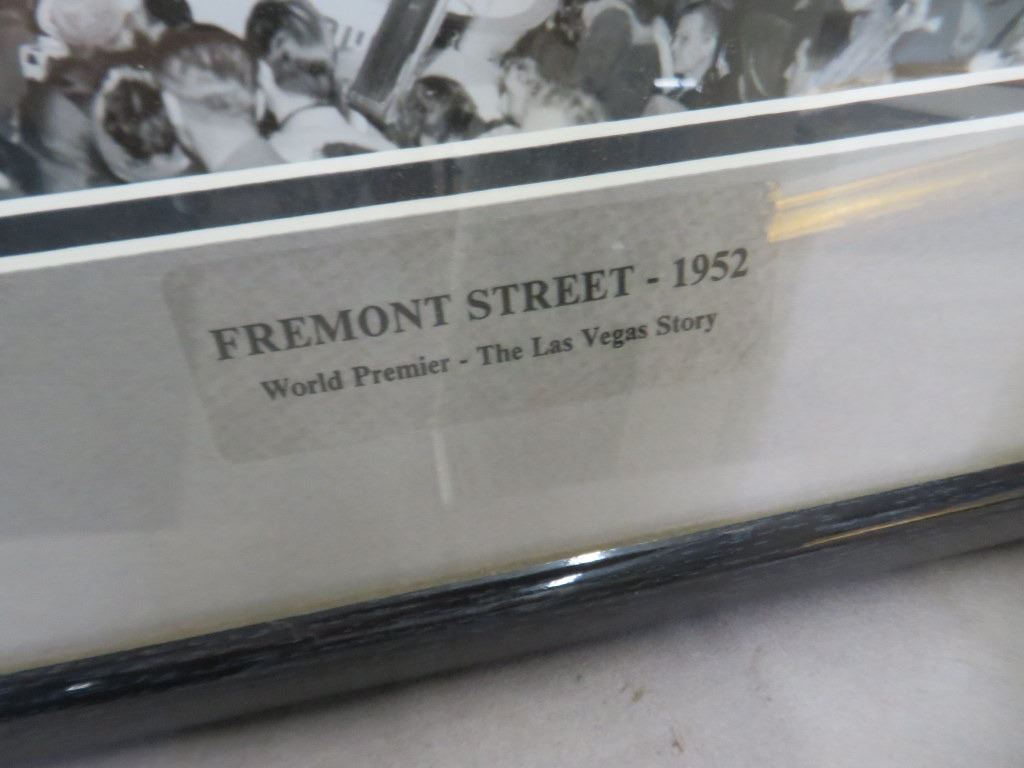 FREMONT STREET - 1952
World Premier - The Las Vegas Story